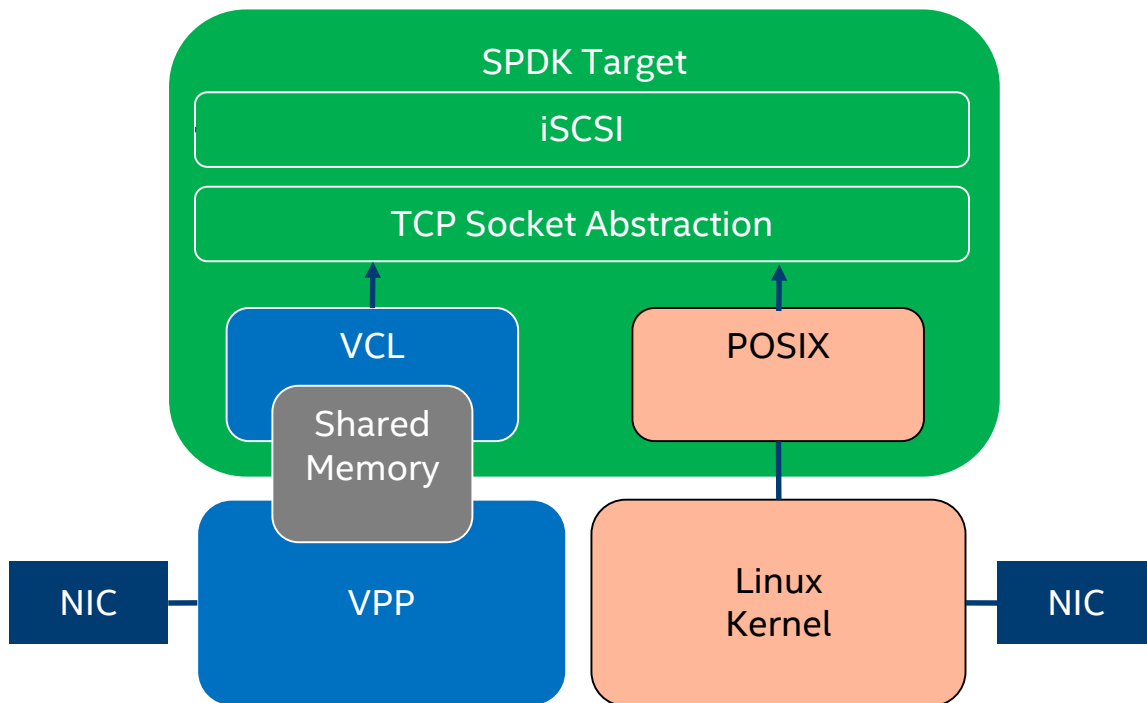 SPDK Target
iSCSI
TCP Socket Abstraction
VCL
POSIX
Shared
Memory
NIC
VPP
Linux
Kernel
NIC